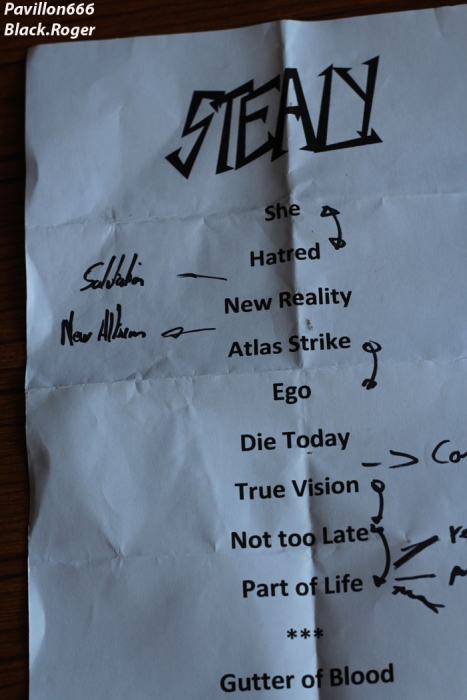 Pavillon666
Black.Roger
STEALY
She
Hatred
Salvation
New Reality
New Album
Atlas Strike
Ego
Die Today
True Vision
Not too Late
Part of Life
***
Gutter of Blood